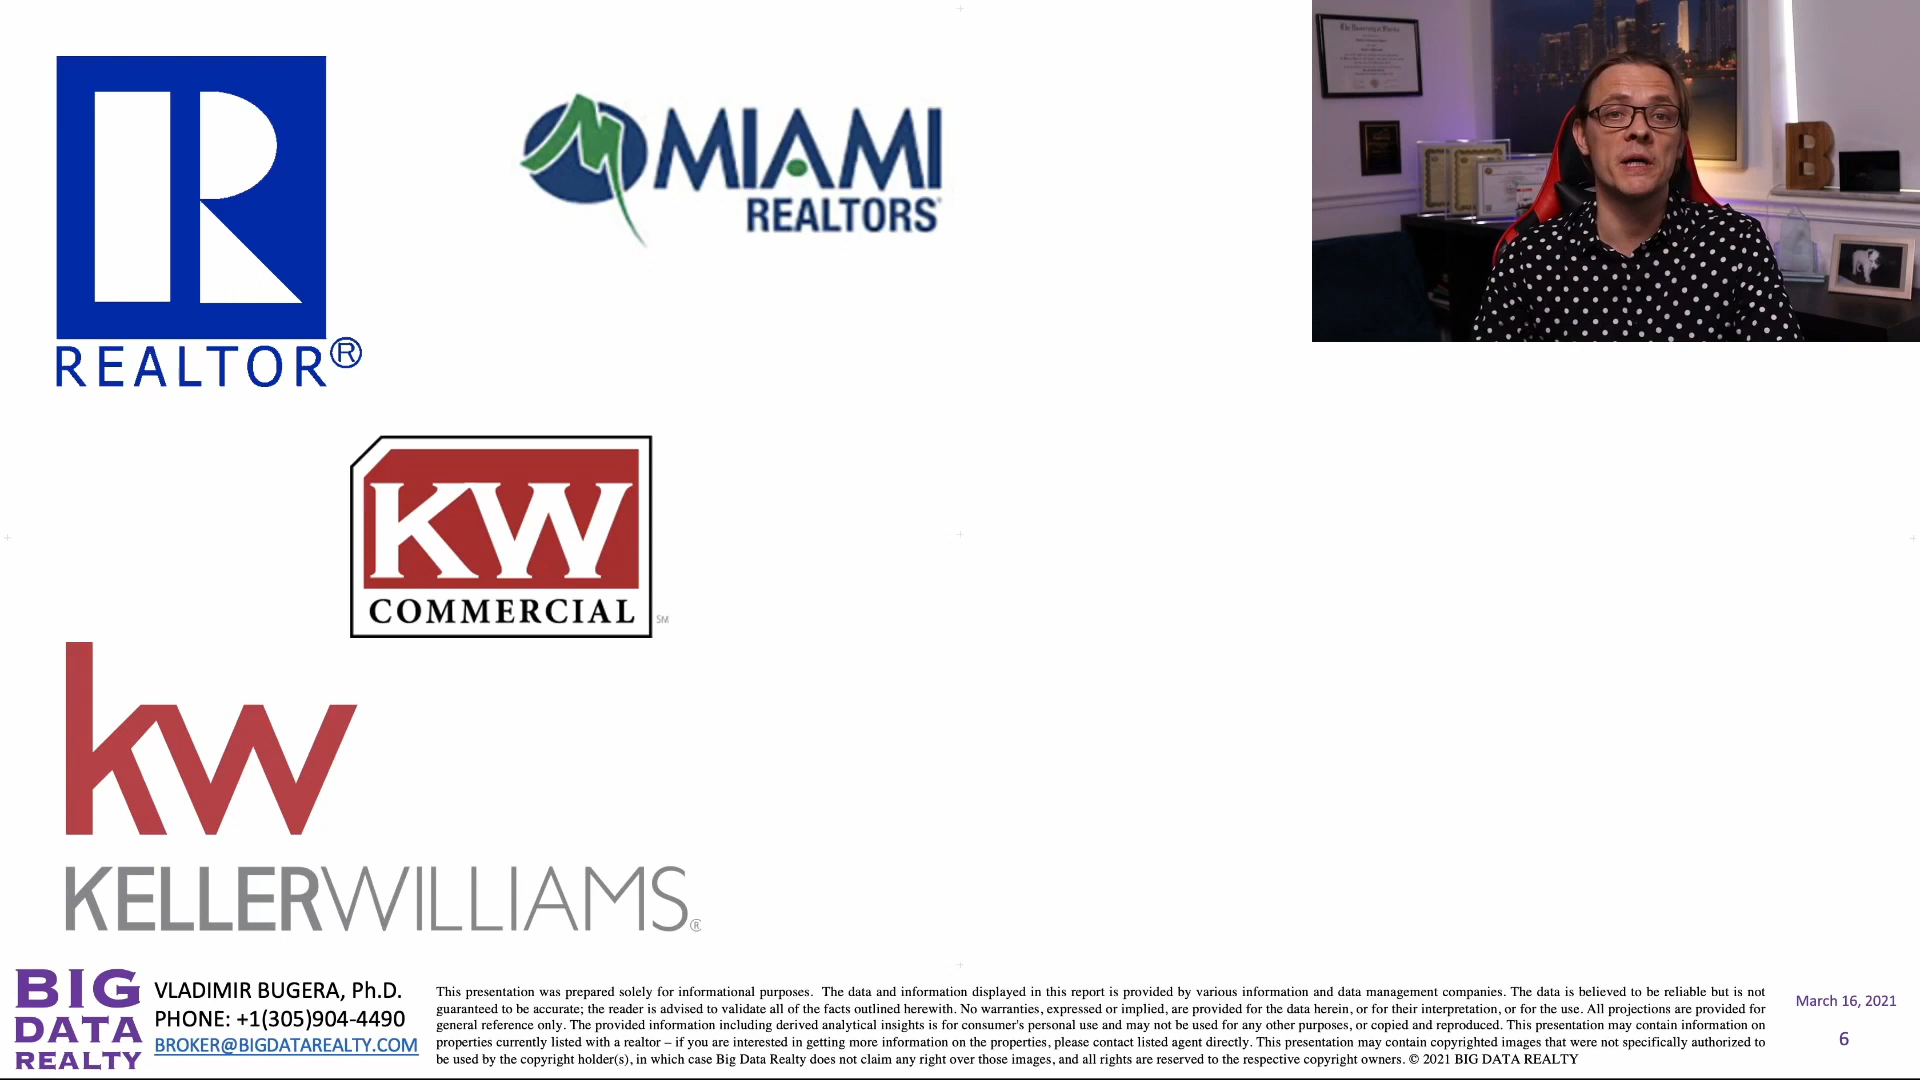 REALTOR®
MIAMI
REALTORS
KW
COMMERCIAL
SM
kw
KELLERWILLIAMS®
BIG
DATA
REALTY
VLADIMIR BUGERA, Ph.D.
PHONE: +1(305)904-4490
BROKER@BIGDATAREALTY.COM
This presentation was prepared solely for informational purposes. The data and information displayed in this report is provided by various information and data management companies. The data is believed to be reliable but is not
guaranteed to be accurate; the reader is advised to validate all of the facts outlined herewith. No warranties, expressed or implied, are provided for the data herein, or for their interpretation, or for the use. All projections are provided for
general reference only. The provided information including derived analytical insights is for consumer's personal use and may not be used for any other purposes, or copied and reproduced. This presentation may contain information on
properties currently listed with a realtor – if you are interested in getting more information on the properties, please contact listed agent directly. This presentation may contain copyrighted images that were not specifically authorized to
be used by the copyright holder(s), in which case Big Data Realty does not claim any right over those images, and all rights are reserved to the respective copyright owners. © 2021 BIG DATA REALTY
March 16, 2021
6
B